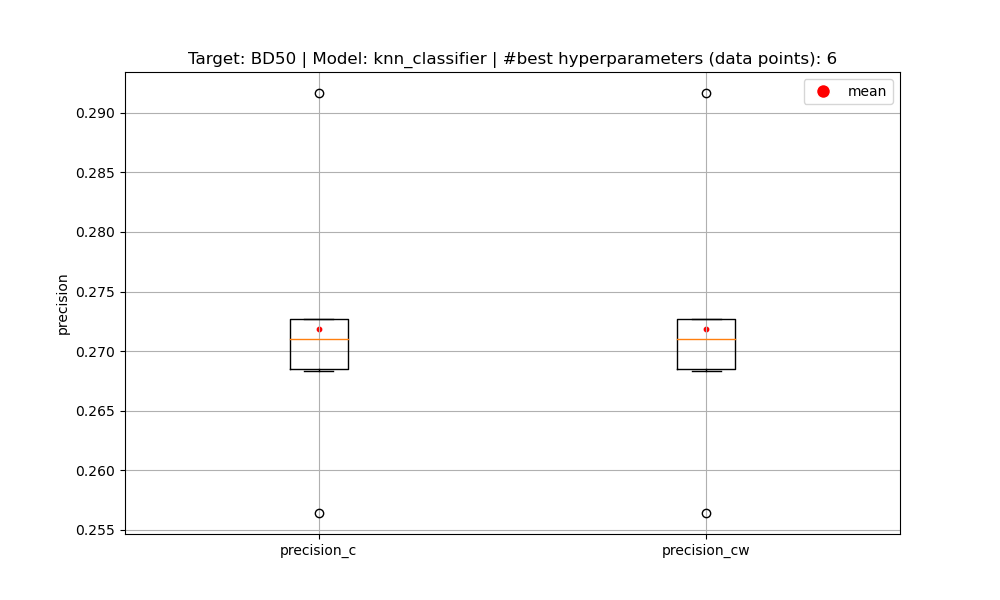 Target: BD50 | Model: knn_classifier | #best hyperparameters (data points): 6
mean
0.290
0.285
0.280
0.275
0.270
0.265
0.260
0.255
precision
precision_c
precision_cw